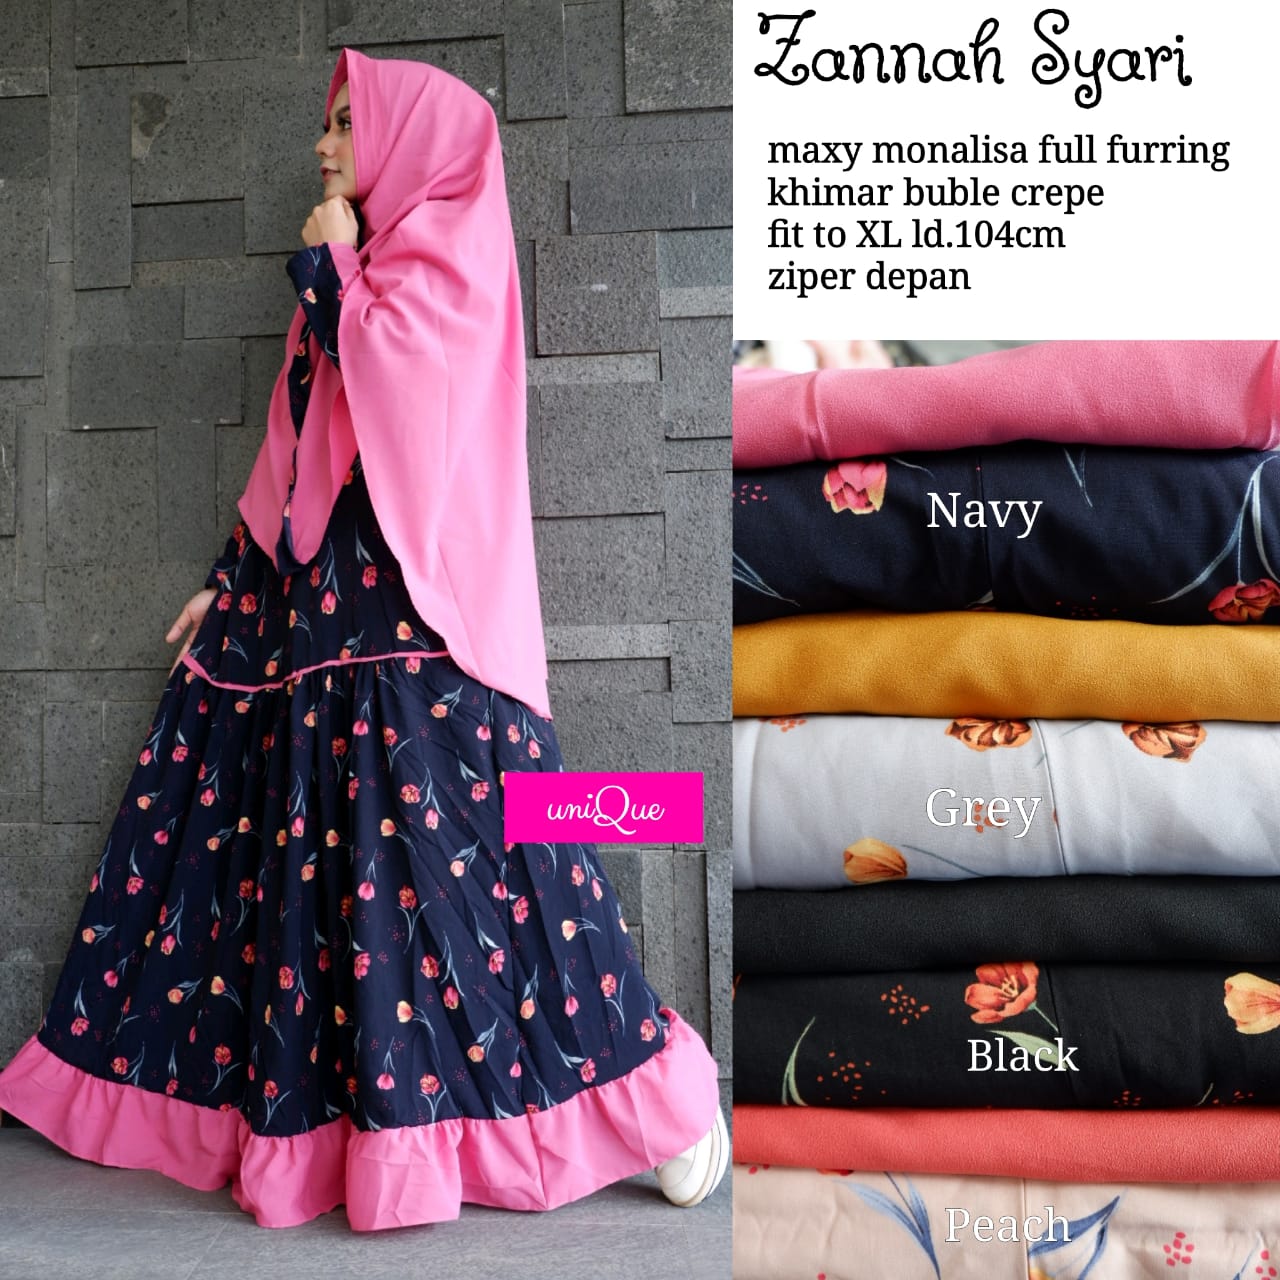 Zannah Syari
maxy monalisa full furring
khimar buble crepe
fit to XL ld.104cm
ziper depan
uniQue
Navy
Grey
Black
Peach